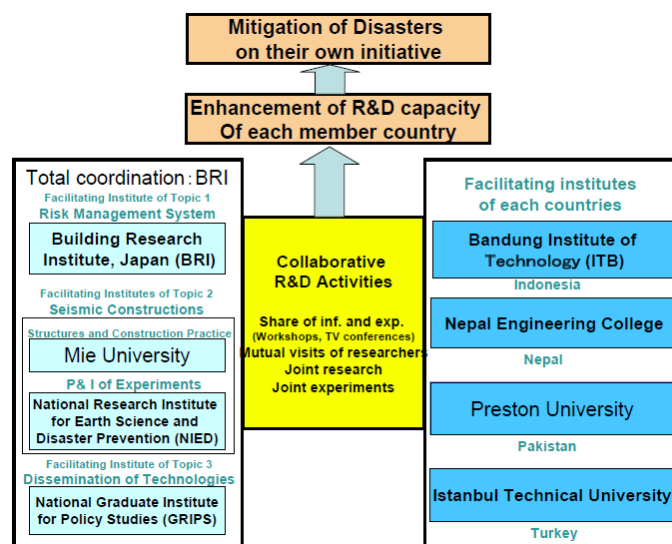 Mitigation of Disasters
on their own initiative
Enhancement of R&D capacity
Of each member country
Total coordination：BRI
Facilitating Institute of Topic 1
Risk Management System
Building Research
Institute, Japan (BRI)
Facilitating Institutes of Topic 2
Seismic Constructions
Structures and Construction Practice
Mie University
P& I of Experiments
National Research Institute
for Earth Science and
Disaster Prevention (NIED)
Facilitating Institute of Topic 3
Dissemination of Technologies
National Graduate Institute
for Policy Studies (GRIPS)
Collaborative
R&D Activities
Share of inf. and exp.
(Workshops, TV conferences)
Mutual visits of researchers
Joint research
Joint experiments
Facilitating institutes
of each countries
Bandung Institute of
Technology (ITB)
Indonesia
Nepal Engineering College
Nepal
Preston University
Pakistan
Istanbul Technical University
Turkey